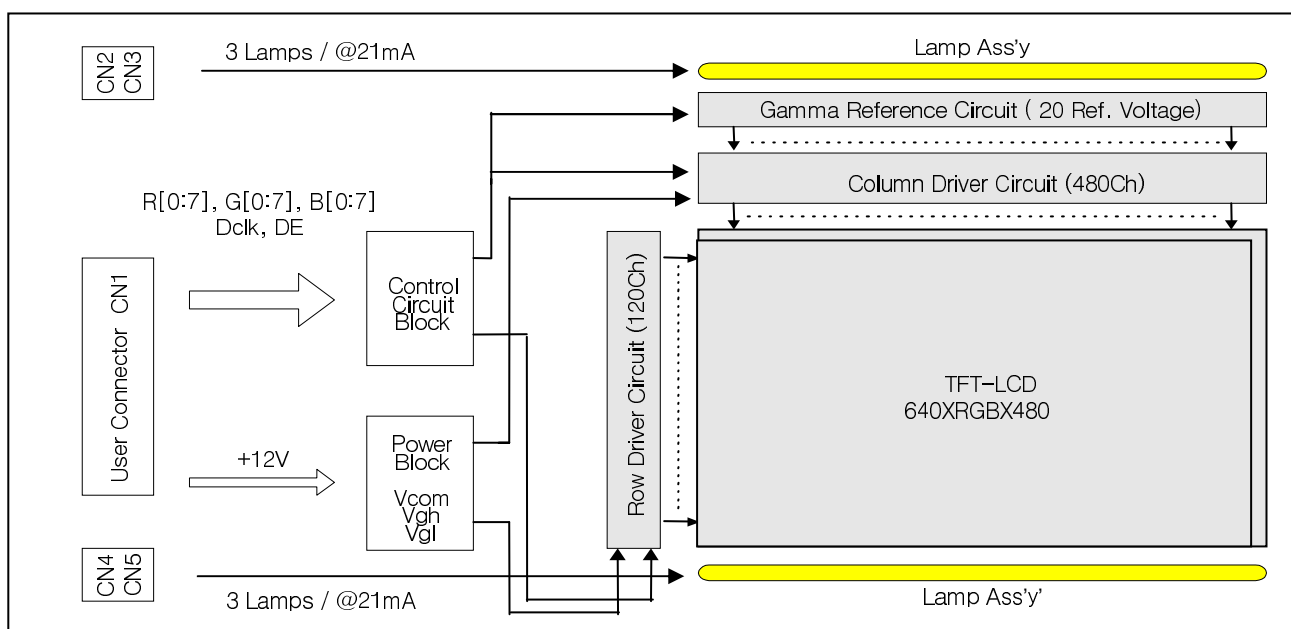 CN2
CN3
3 Lamps / @21mA
Lamp Ass'y
Gamma Reference Circuit ( 20 Ref. Voltage)
Column Driver Circuit (480Ch)
R[0:7], G[0:7], B[0:7]
Dclk, DE
User Connector CN1
Control
Circuit
Block
Row Driver Circuit (120Ch)
TFT-LCD
640XRGBX480
+12V
Power
Block
Vcom
Vgh
Vgl
CN4
CN5
3 Lamps / @21mA
Lamp Ass'y'